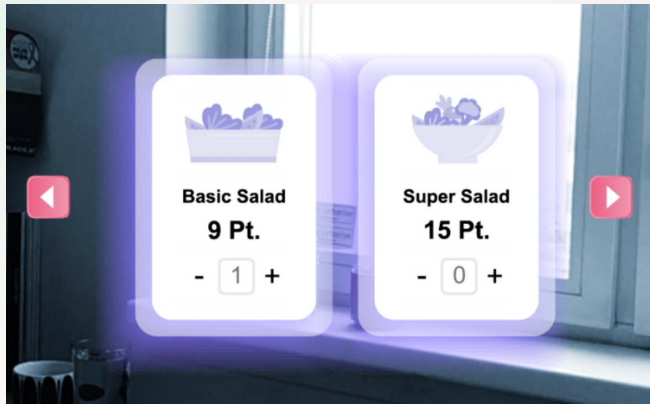 Basic Salad
9 Pt.
- 1 +
Super Salad
15 Pt.
- 0 +